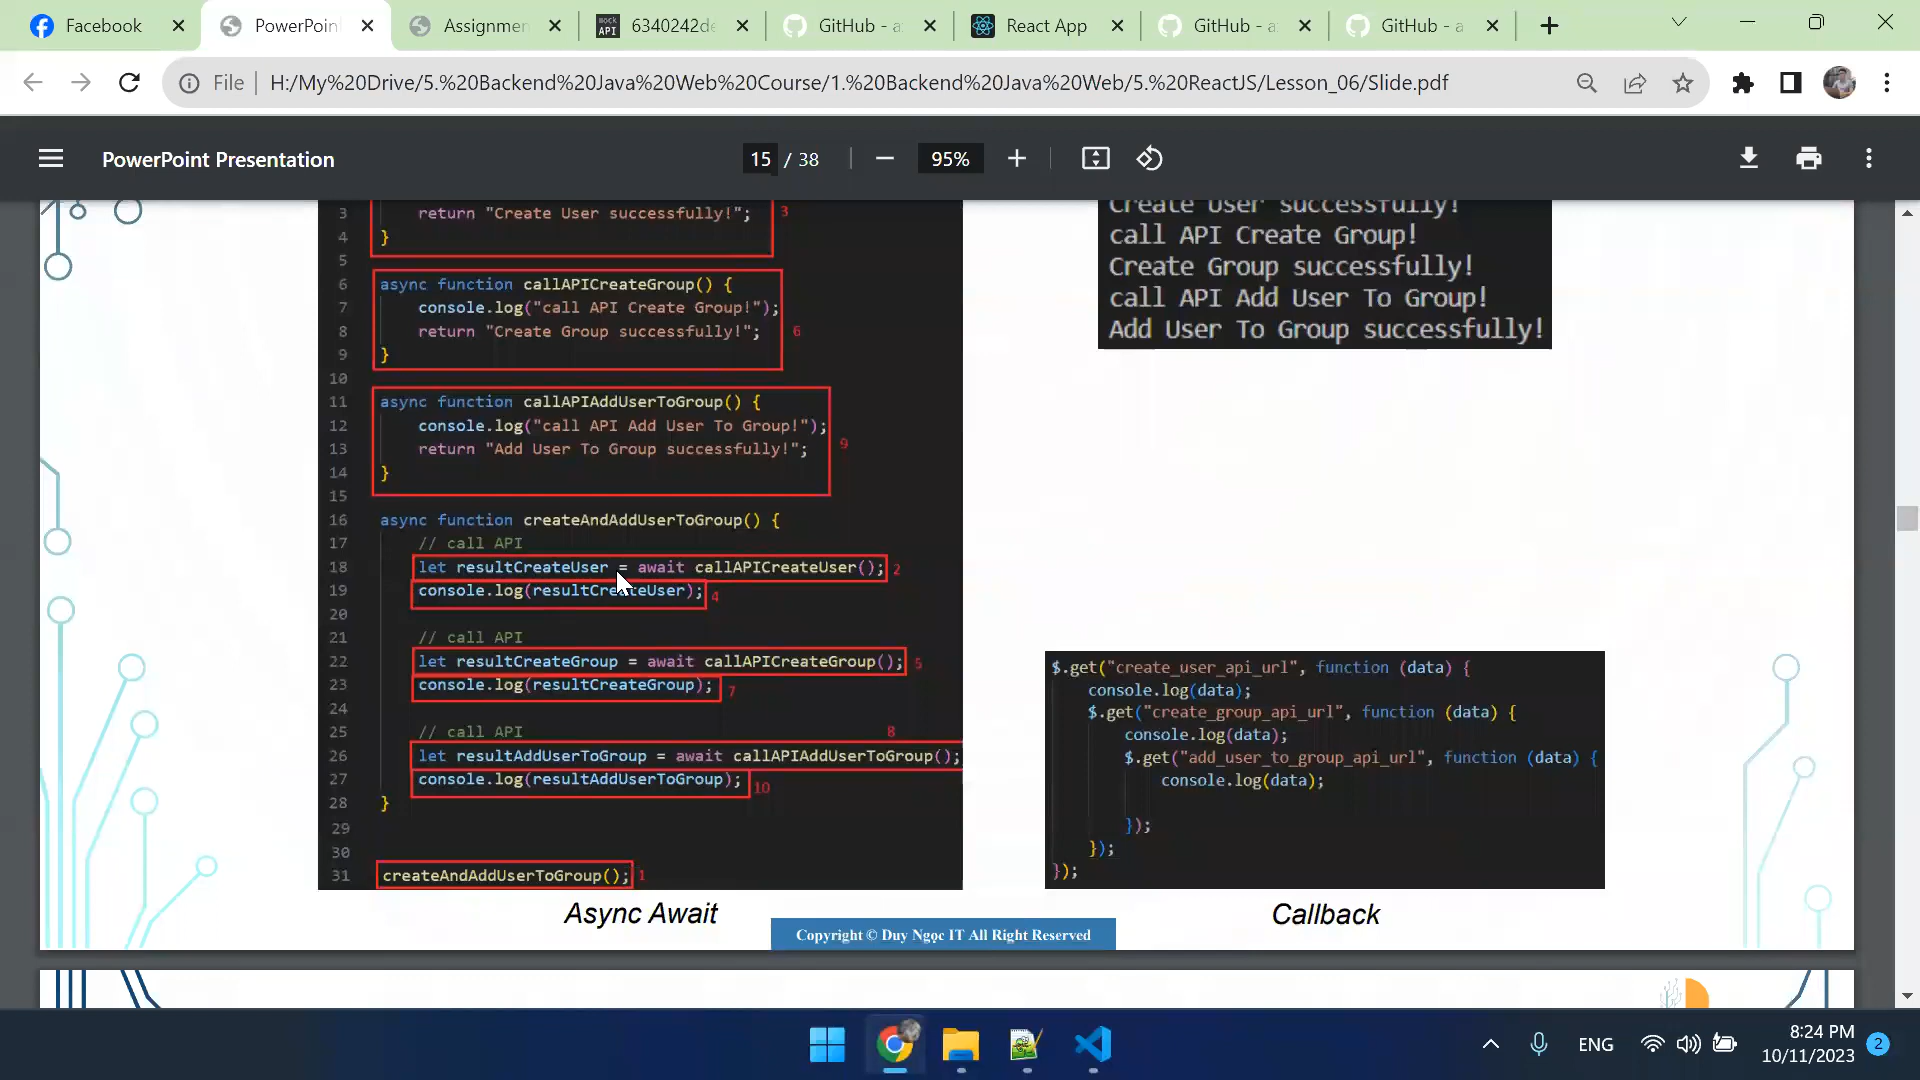 Facebook
PowerPoin
Assignmen
MOCK API
6340242de
GitHub - a
React App
GitHub - a
GitHub - a
File
H:/My%20Drive/5.%20Backend%20Java%20Web%20Course/1.%20Backend%20Java%20Web/5.%20ReactJS/Lesson_06/Slide.pdf
PowerPoint Presentation
15 / 38
95%
3 return "Create User successfully!"; 3
4 }
5
6 async function callAPICreateGroup() {
7 console.log("call API Create Group!");
8 return "Create Group successfully!"; 6
9 }
10
11 async function callAPIAddUserToGroup() {
12 console.log("call API Add User To Group!");
13 return "Add User To Group successfully!"; 9
14 }
15
16 async function createAndAddUserToGroup() {
17 // call API
18 let resultCreateUser = await callAPICreateUser(); 2
19 console.log(resultCreateUser); 4
20
21 // call API
22 let resultCreateGroup = await callAPICreateGroup(); 5
23 console.log(resultCreateGroup); 7
24
25 // call API 8
26 let resultAddUserToGroup = await callAPIAddUserToGroup();
27 console.log(resultAddUserToGroup); 10
28 }
29
30
31 createAndAddUserToGroup(); 1
Async Await
Create User successfully!
call API Create Group!
Create Group successfully!
call API Add User To Group!
Add User To Group successfully!
$.get("create_user_api_url", function (data) {
console.log(data);
$.get("create_group_api_url", function (data) {
console.log(data);
$.get("add_user_to_group_api_url", function (data) {
console.log(data);
});
});
});
Callback
Copyright © Duy Ngọc IT All Right Reserved
ENG
8:24 PM
10/11/2023
2